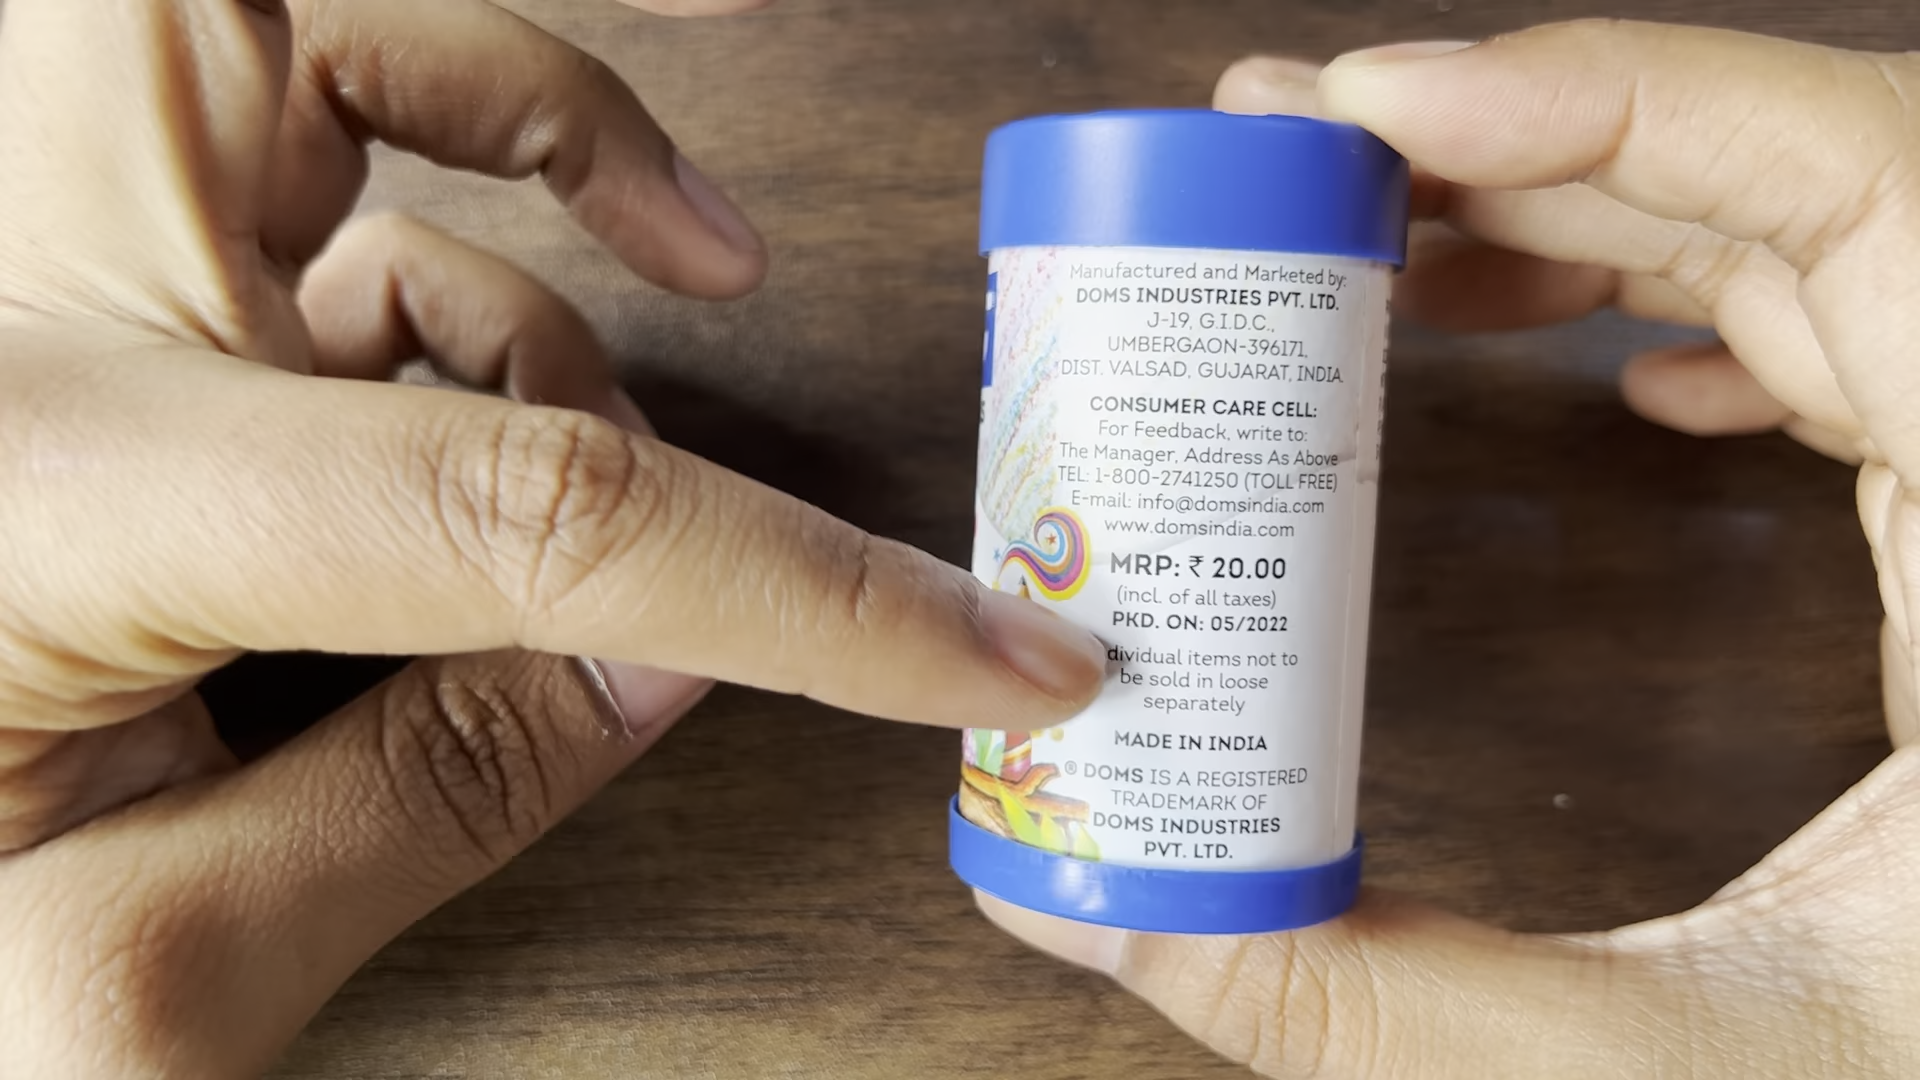 Manufactured and Marketed by:
DOMS INDUSTRIES PVT. LTD.
J-19, G.I.D.C.,
UMBERGAON-396171,
DIST. VALSAD, GUJARAT, INDIA.
CONSUMER CARE CELL:
For Feedback, write to:
The Manager, Address As Above
TEL: 1-800-2741250 (TOLL FREE)
E-mail: info@domsindia.com
www.domsindia.com
MRP: ₹ 20.00
(incl. of all taxes)
PKD. ON: 05/2022
dividual items not to
be sold in loose
separately
MADE IN INDIA
® DOMS IS A REGISTERED
TRADEMARK OF
DOMS INDUSTRIES
PVT. LTD.